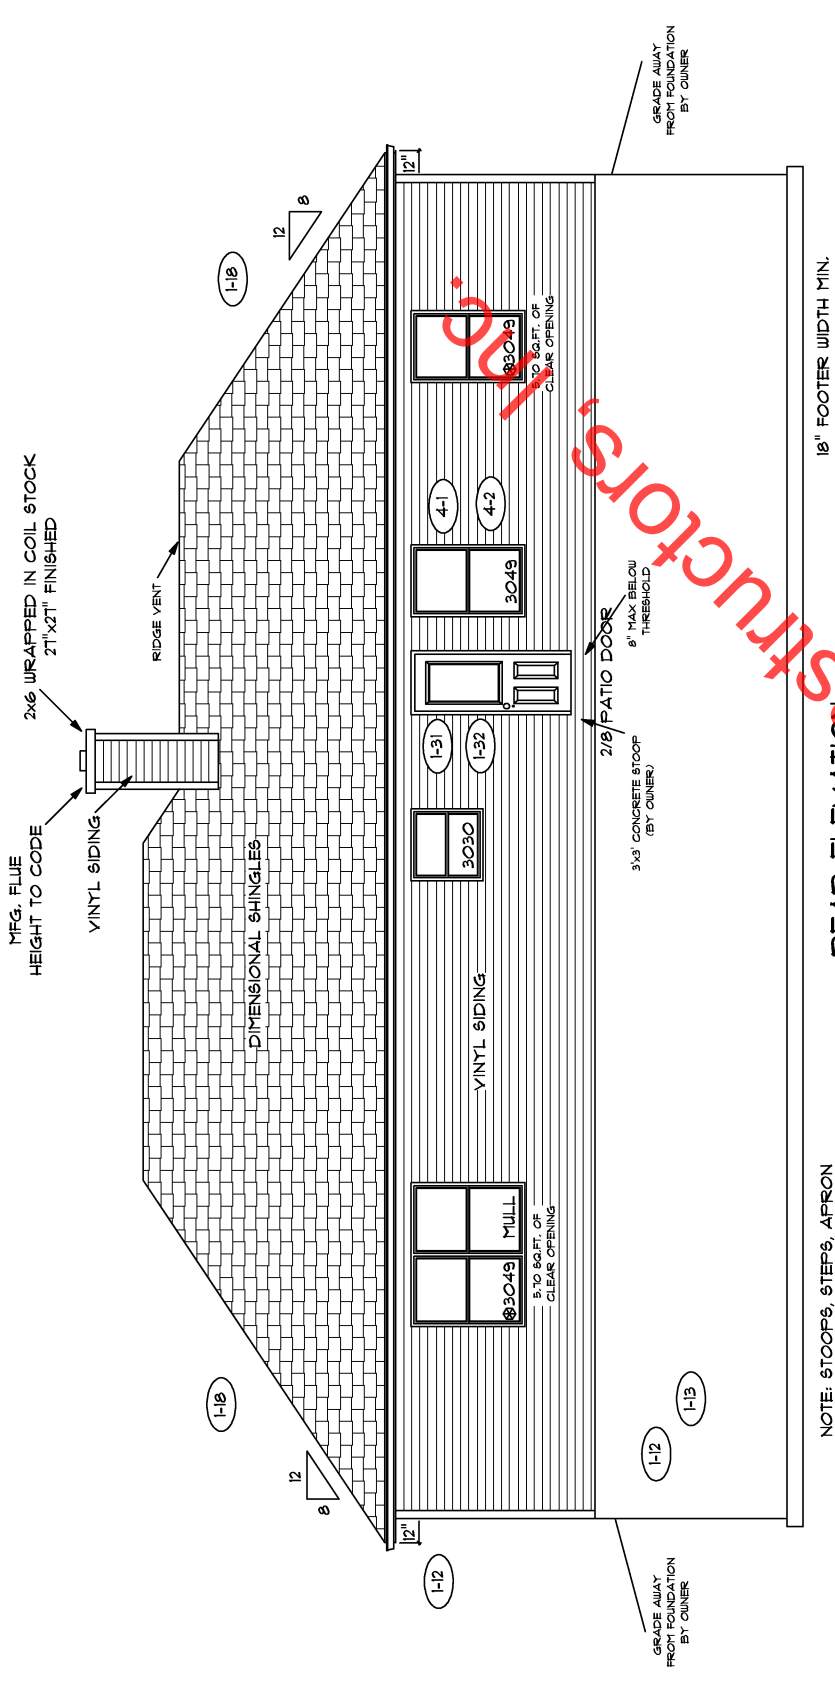 MFG. FLUE
HEIGHT TO CODE
2x6 WRAPPED IN COIL STOCK
27"x27" FINISHED
VINYL SIDING
RIDGE VENT
1-18
12
8
1-18
12
8
DIMENSIONAL SHINGLES
12"
12"
1-12
⊗3049
MULL
5.70 SQ.FT. OF
CLEAR OPENING
VINYL SIDING
3030
1-31
1-32
3049
4-1
4-2
⊗3049
5.70 SQ.FT. OF
CLEAR OPENING
2/8 PATIO DOOR
3'x3' CONCRETE STOOP
(BY OWNER)
8" MAX BELOW
THRESHOLD
GRADE AWAY
FROM FOUNDATION
BY OWNER
1-12
1-13
GRADE AWAY
FROM FOUNDATION
BY OWNER
NOTE: STOOPS, STEPS, APRON
18" FOOTER WIDTH MIN.
structors, Inc.